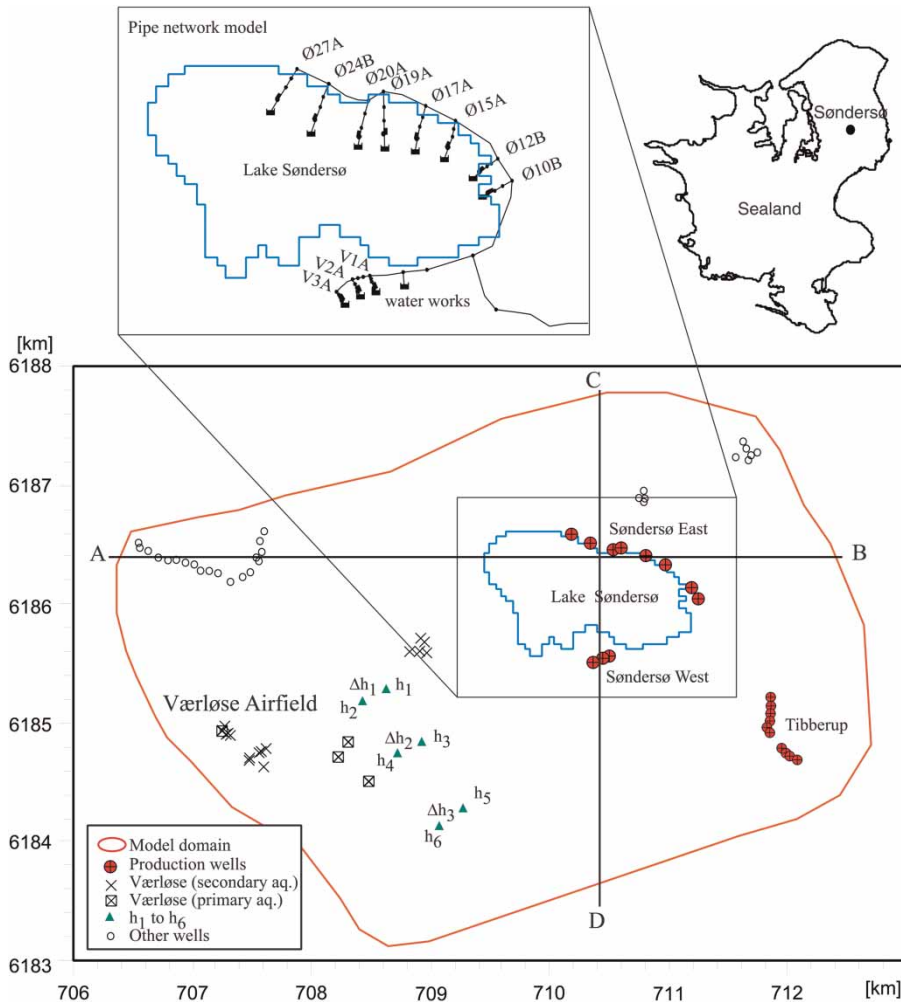 Pipe network model
Ø27A
Ø24B
Ø20A
Ø19A
Ø17A
Ø15A
Ø12B
Ø10B
Lake Søndersø
V1A
V2A
V3A
water works
Søndersø
Sealand
[km]
6188
C
6187
Søndersø East
A
B
6186
Lake Søndersø
Søndersø West
Δh1 h1
h2
Værløse Airfield
Tibberup
6185
Δh2 h3
h4
h5
Δh3
h6
6184
Model domain
Production wells
Værløse (secondary aq.)
Værløse (primary aq.)
h1 to h6
Other wells
D
6183
706 707 708 709 710 711 712 [km]